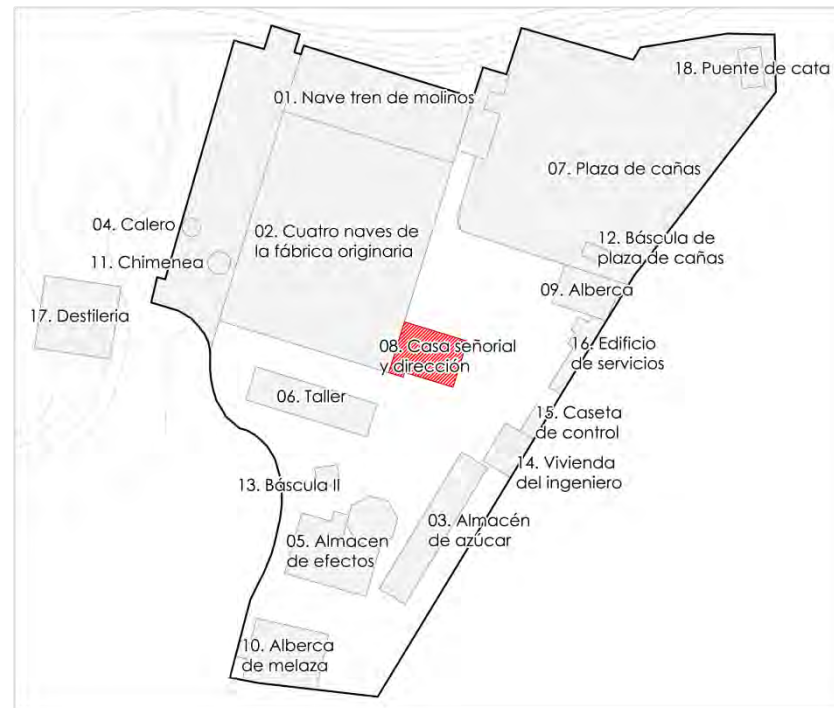 18. Puente de cata
01. Nave tren de molinos
07. Plaza de cañas
04. Calero
02. Cuatro naves de
la fábrica originaria
12. Báscula de
plaza de cañas
11. Chimenea
09. Alberca
17. Destileria
08. Casa señorial
y dirección
16. Edificio
de servicios
06. Taller
15. Caseta
de control
14. Vivienda
del ingeniero
13. Báscula II
03. Almacén
de azúcar
05. Almacen
de efectos
10. Alberca
de melaza